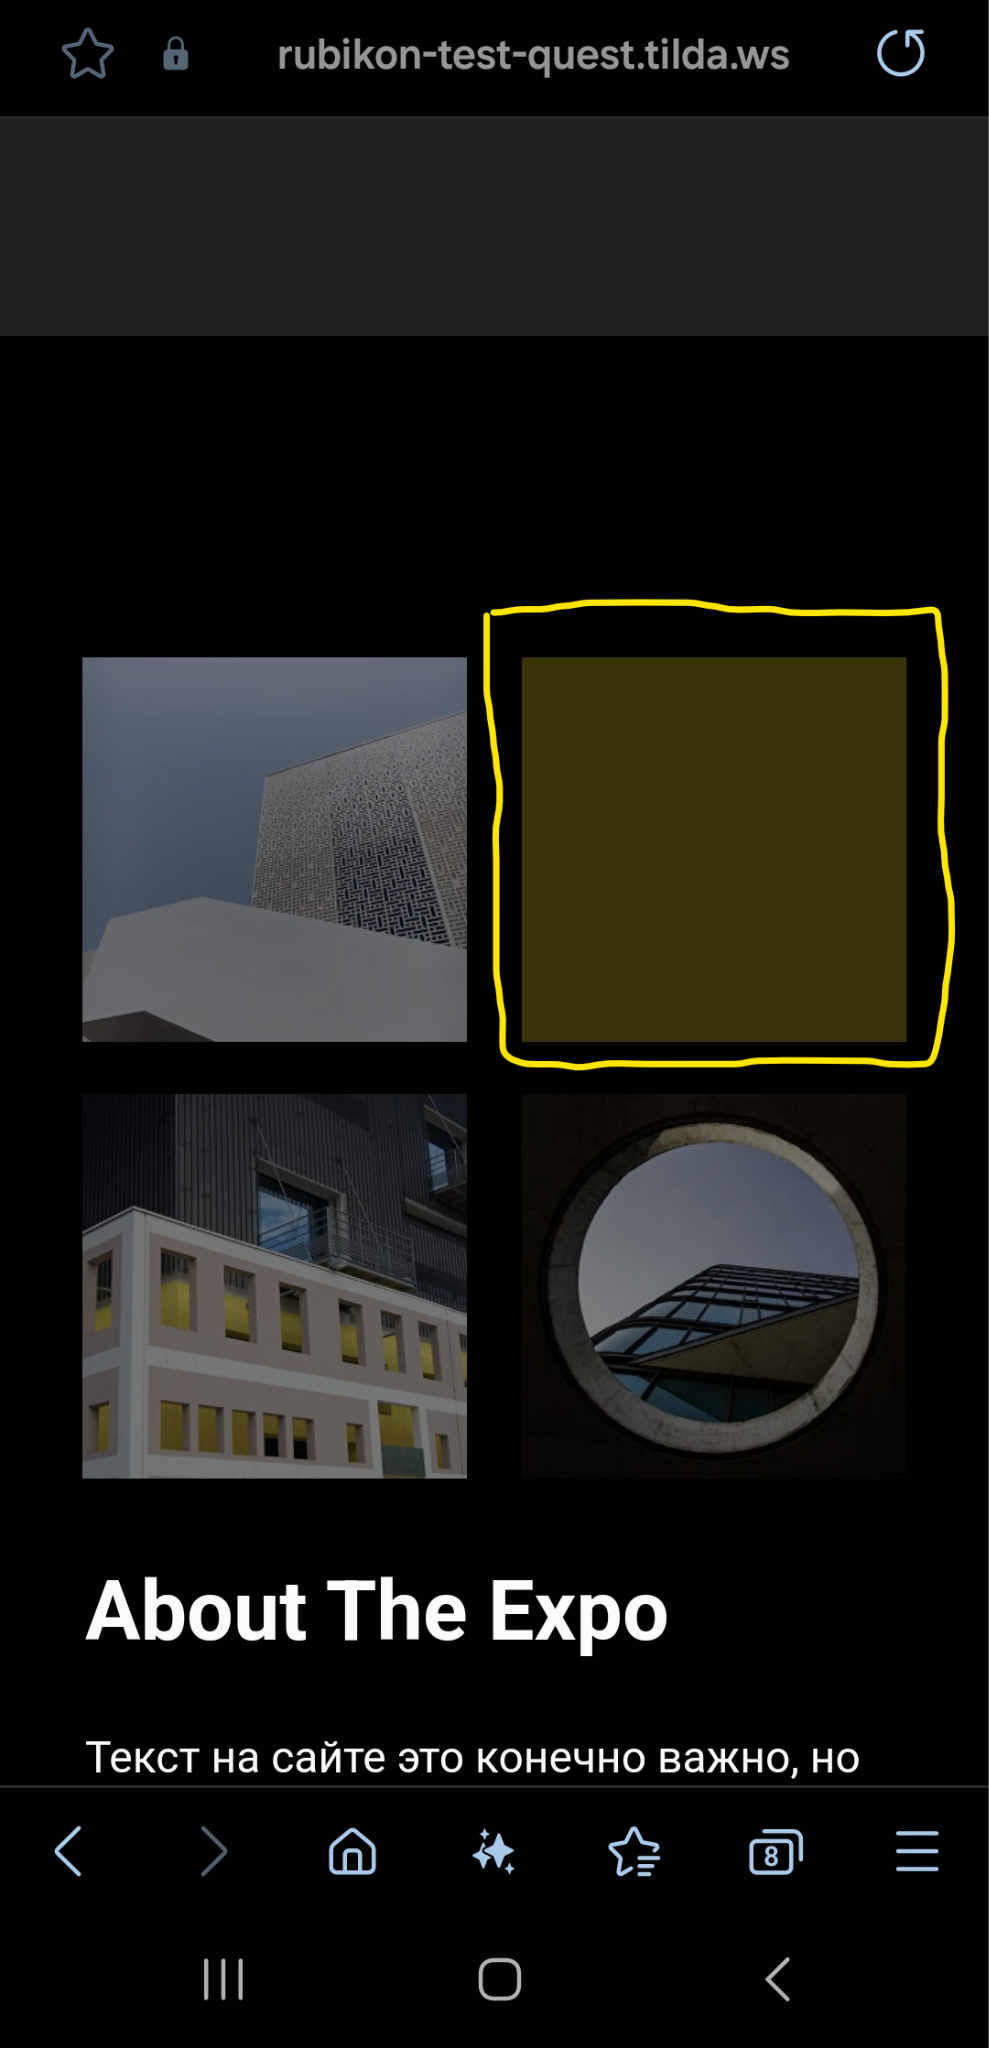 rubikon-test-quest.tilda.ws
About The Expo
Текст на сайте это конечно важно, но
8